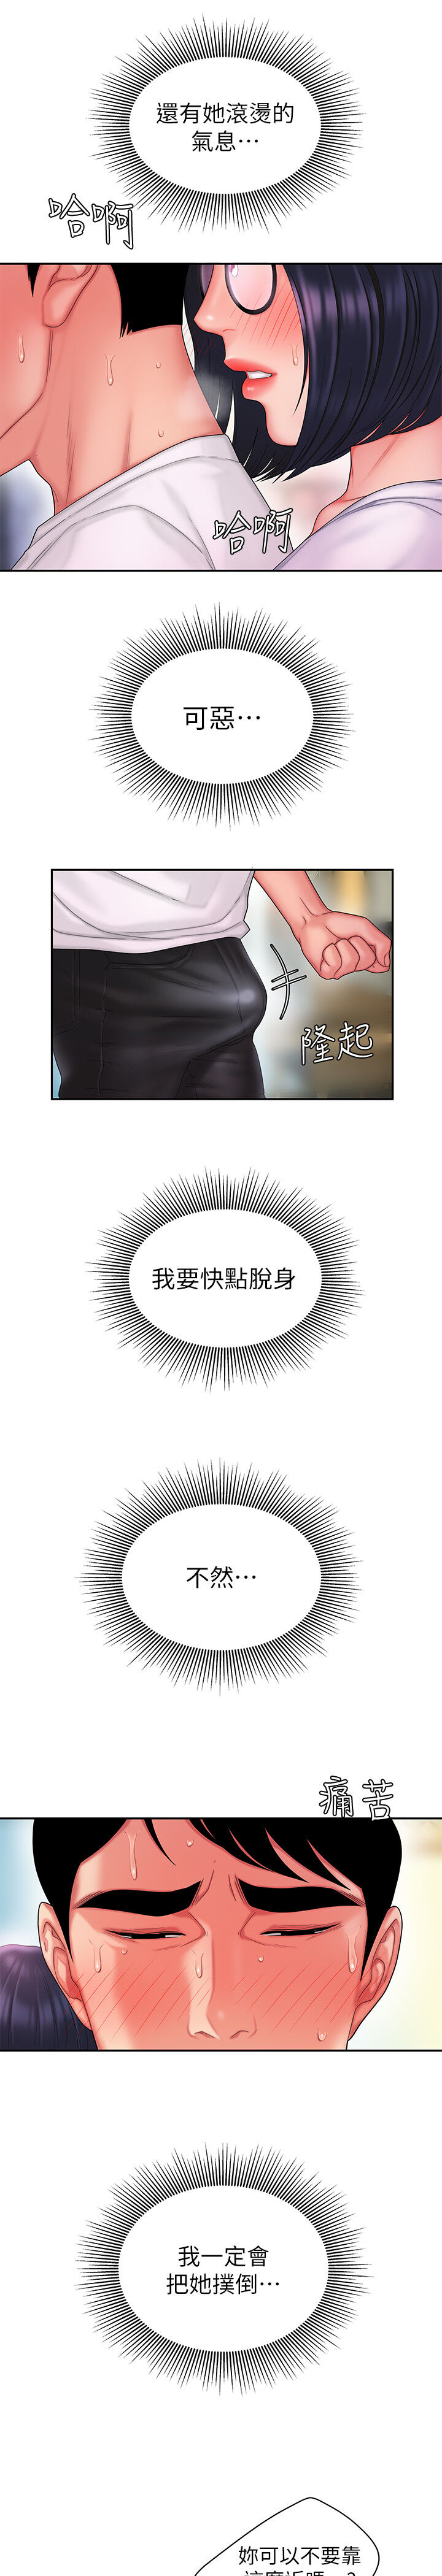 還有她滾燙的
氣息…
哈啊
哈啊
可惡…
隆起
我要快點脫身
不然…
痛苦
我一定會
把她撲倒…
妳可以不要靠